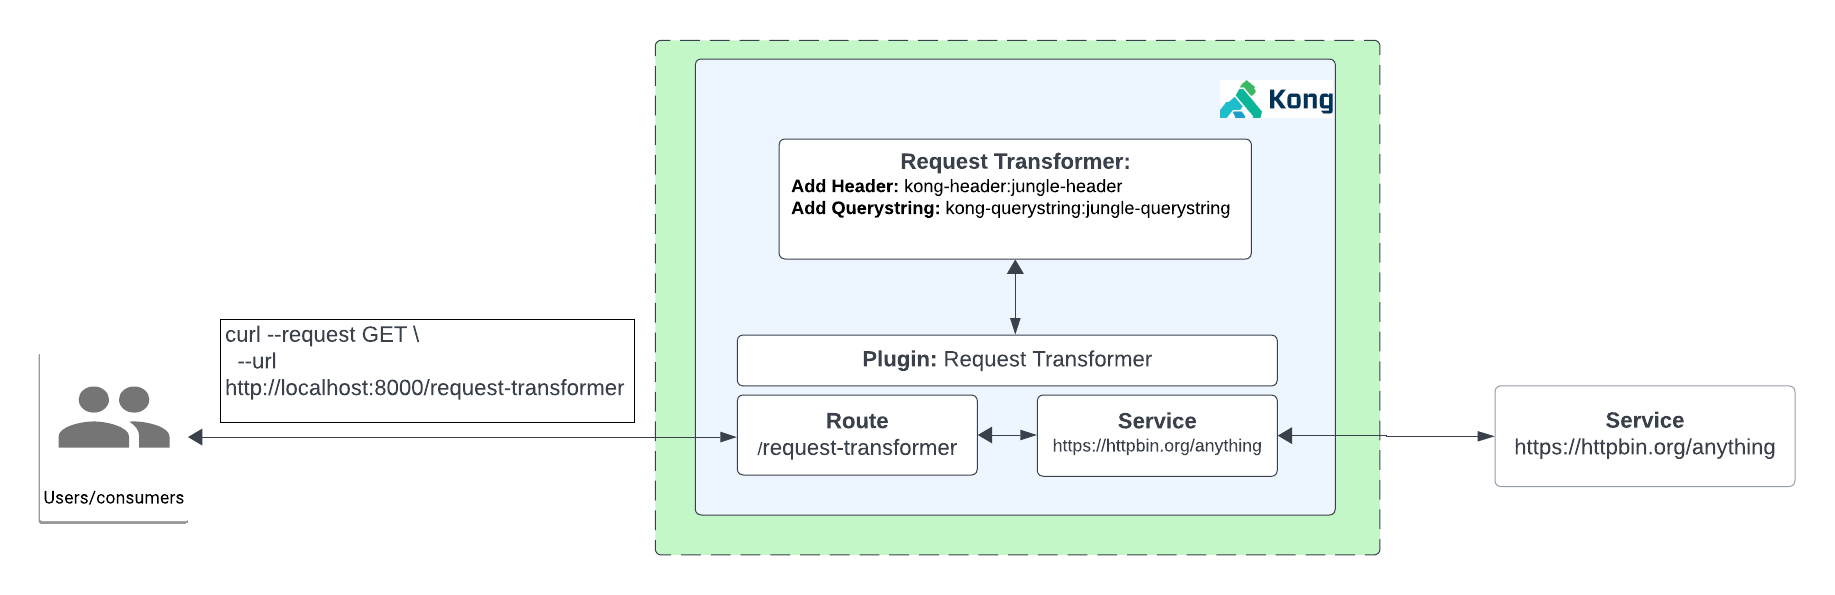 Kong
Request Transformer:
Add Header: kong-header:jungle-header
Add Querystring: kong-querystring:jungle-querystring
curl --request GET \
--url
http://localhost:8000/request-transformer
Plugin: Request Transformer
Route
/request-transformer
Service
https://httpbin.org/anything
Service
https://httpbin.org/anything
Users/consumers